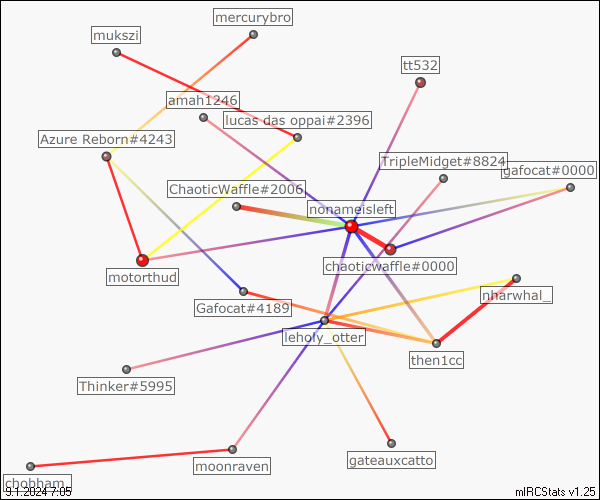 mercurybro
mukszi
tt532
amah1246
lucas das oppai#2396
Azure Reborn#4243
TripleMidget#8824
gafocat#0000
ChaoticWaffle#2006
nonameisleft
chaoticwaffle#0000
motorthud
nharwhal_
Gafocat#4189
leholy_otter
then1cc
Thinker#5995
gateauxcatto
moonraven
chobham_
9.1.2024 7:05
mIRCStats v1.25